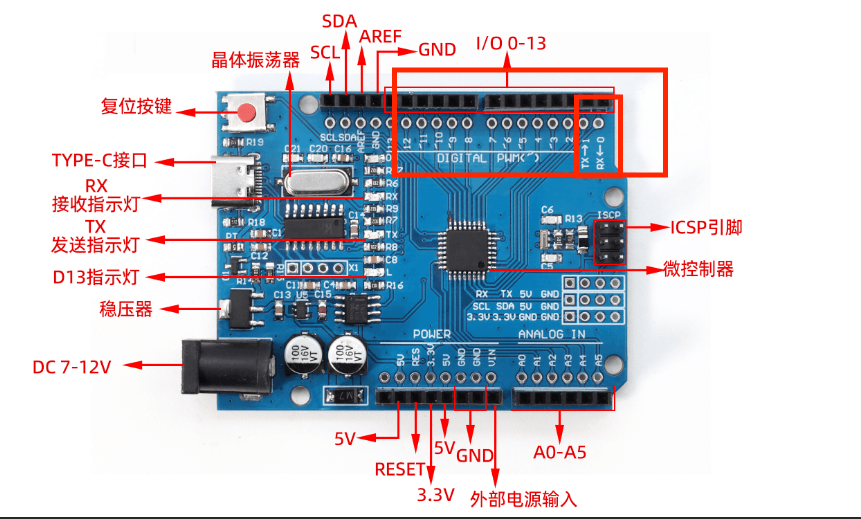 SDA
AREF
SCL
GND
I/O 0-13
晶体振荡器
复位按键
TYPE-C接口
RX
接收指示灯
TX
发送指示灯
D13指示灯
稳压器
DC 7-12V
SCL
SDA
AREF
GND
12
11
10
9
8
7
6
5
4
3
2
TX→1
RX←0
DIGITAL PWM(~)
R19
C21
C20
C16
R6
RX
R9
R7
TX
R8
C8
L
R16
C14
R18
C12
X1
C13
C15
C4
C6
R13
C5
ISCP
ICSP引脚
微控制器
RX TX 5V GND
SCL SDA 5V GND
3.3V 3.3V GND GND
POWER
ANALOG IN
100
16V
VT
100
16V
VT
M7
5V
RES
3.3V
5V
GND
GND
VIN
A0
A1
A2
A3
A4
A5
5V
RESET
3.3V
5V
GND
外部电源输入
A0-A5